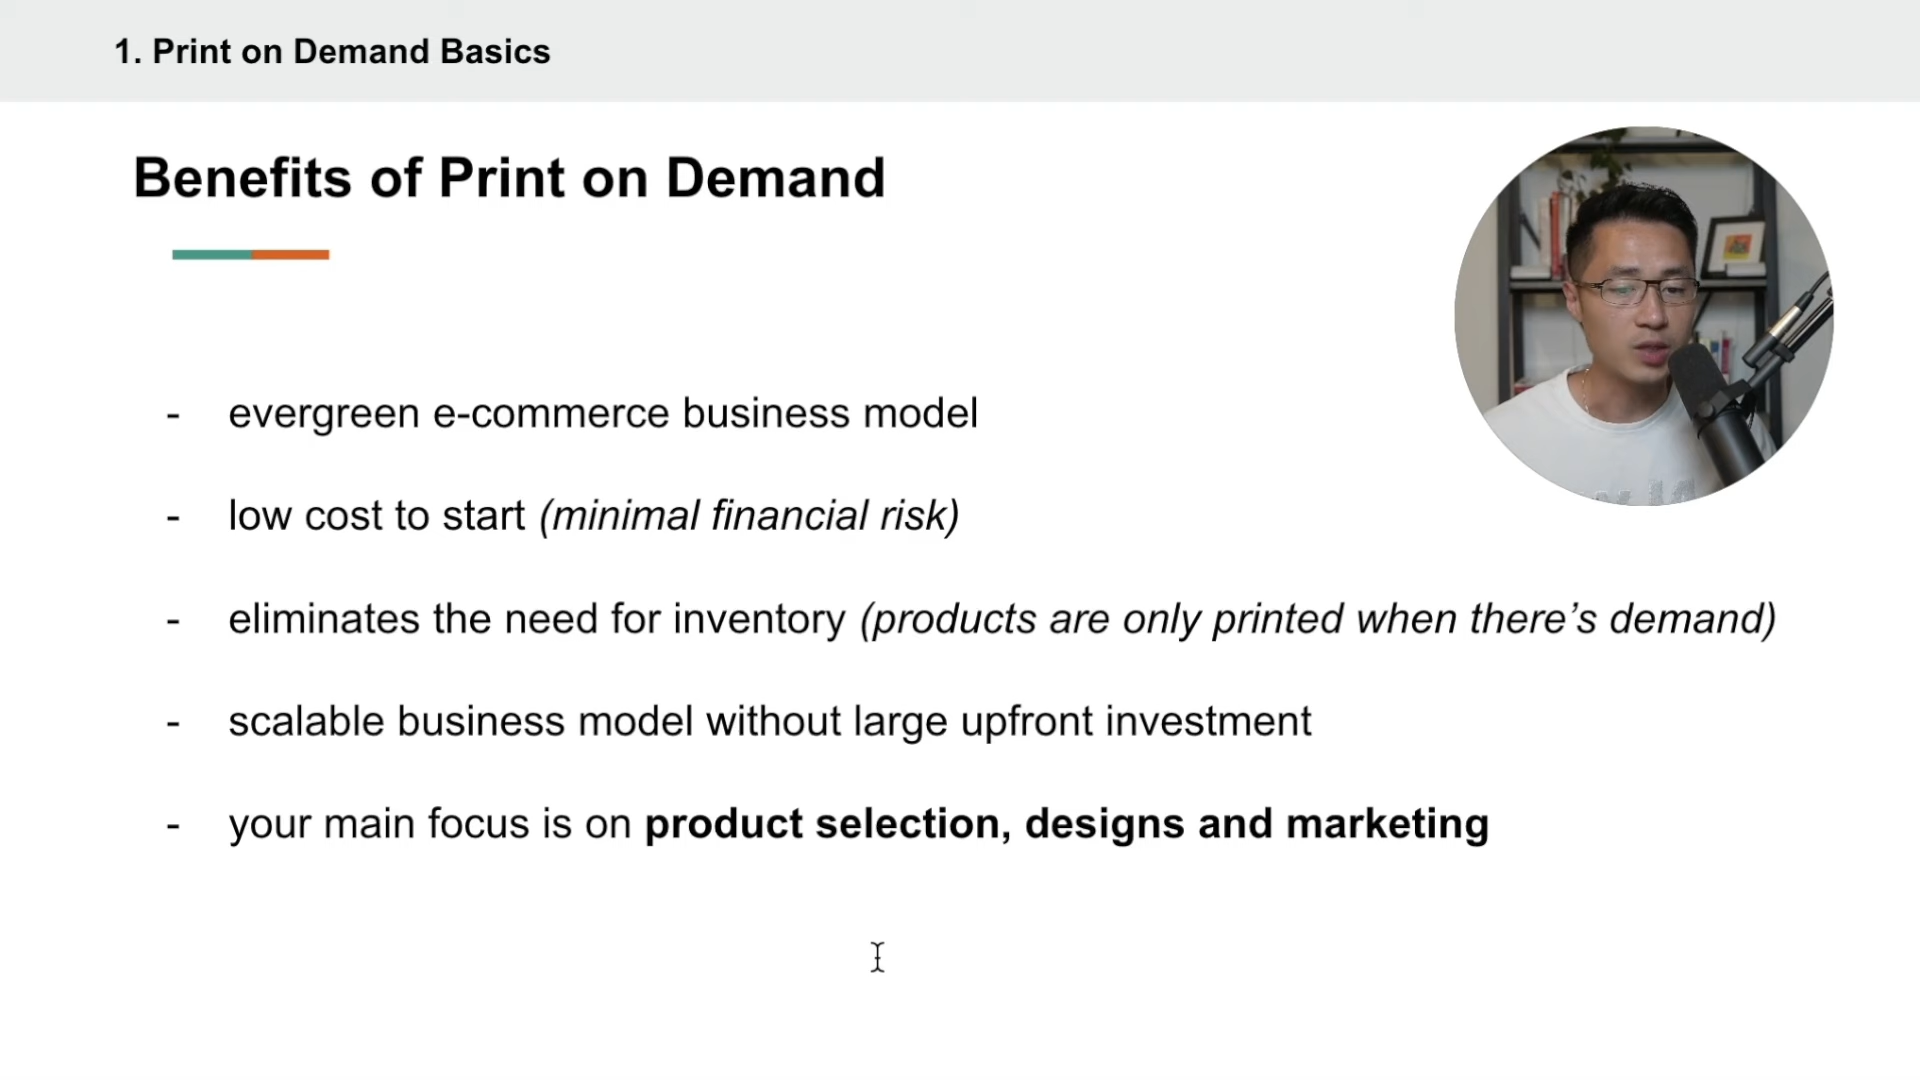 1. Print on Demand Basics
Benefits of Print on Demand
- evergreen e-commerce business model
- low cost to start (minimal financial risk)
- eliminates the need for inventory (products are only printed when there’s demand)
- scalable business model without large upfront investment
- your main focus is on product selection, designs and marketing